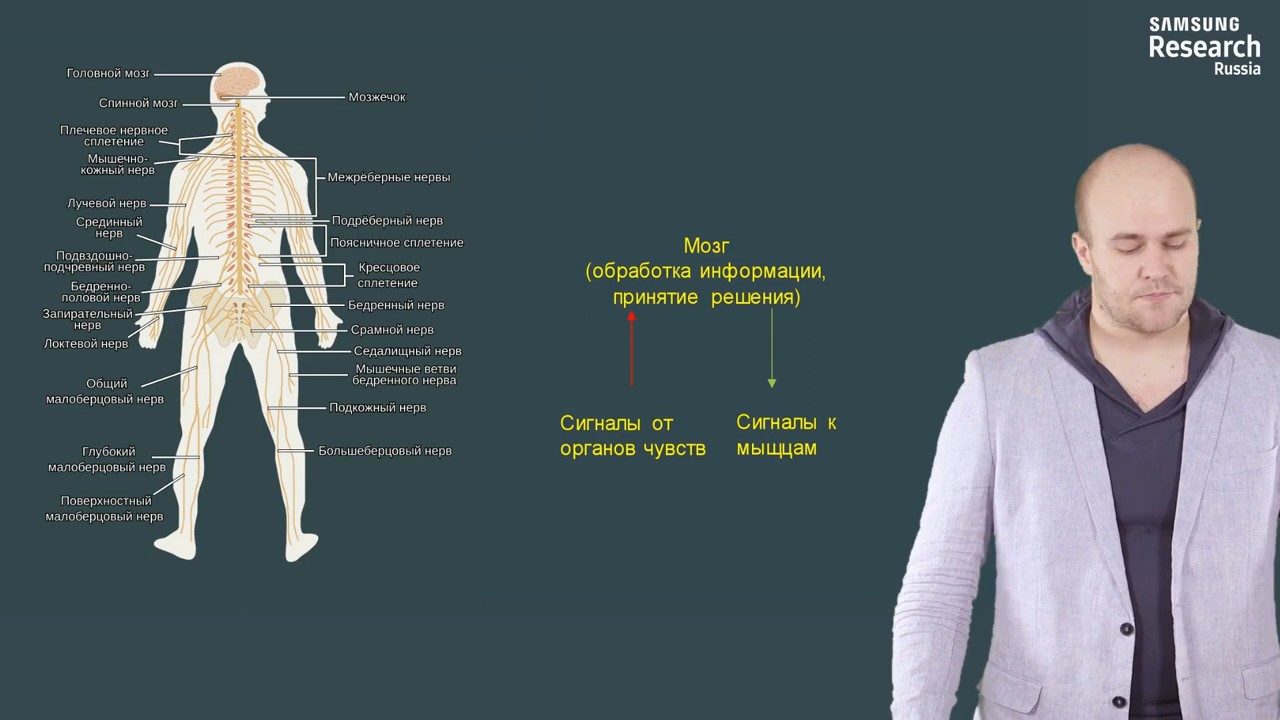 SAMSUNG
Research
Russia
Головной мозг
Спинной мозг
Плечевое нервное
сплетение
Мышечно-
кожный нерв
Лучевой нерв
Срединный
нерв
Подвздошно-
подчревный нерв
Бедренно-
половой нерв
Запирательный
нерв
Локтевой нерв
Общий
малоберцовый нерв
Глубокий
малоберцовый нерв
Поверхностный
малоберцовый нерв
Мозжечок
Межрёберные нервы
Подрёберный нерв
Поясничное сплетение
Кресцовое
сплетение
Бедренный нерв
Срамной нерв
Седалищный нерв
Мышечные ветви
бедренного нерва
Подкожный нерв
Большеберцовый нерв
Мозг
(обработка информации,
принятие решения)
Сигналы от
органов чувств
Сигналы к
мыщцам